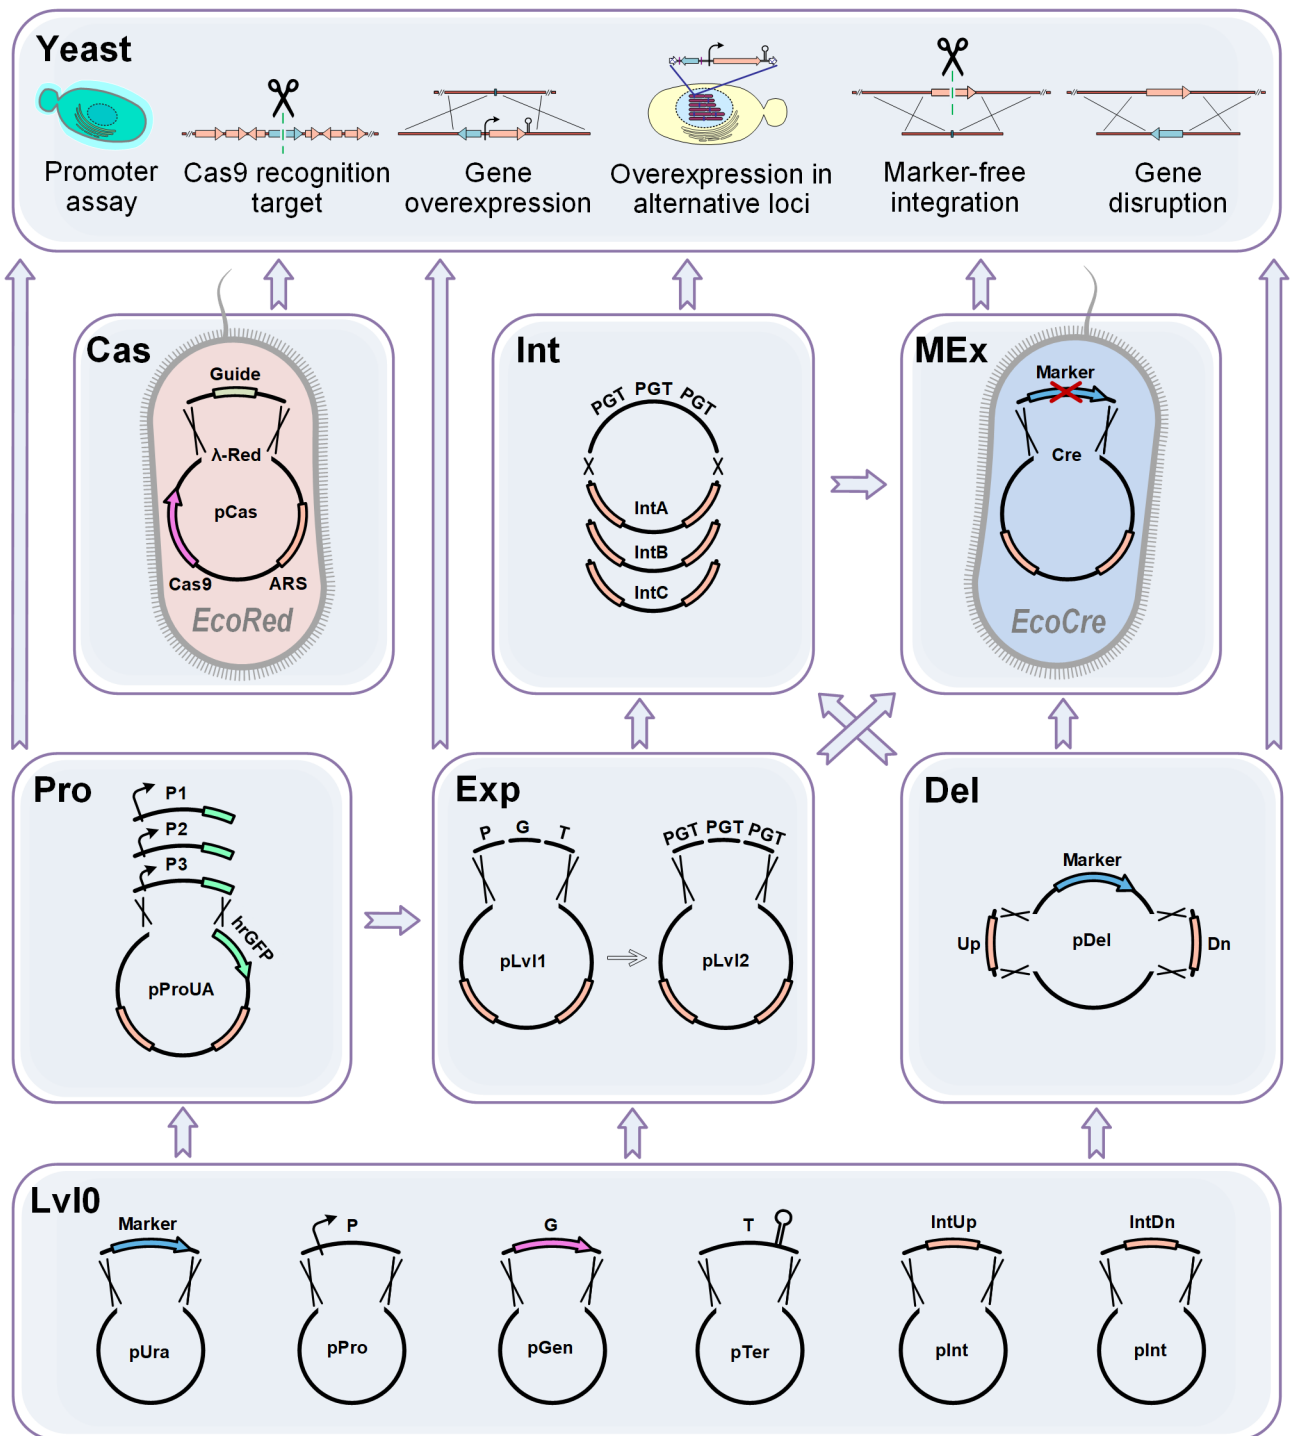 Yeast
Promoter
assay
Cas9 recognition
target
Gene
overexpression
Overexpression in
alternative loci
Marker-free
integration
Gene
disruption
Cas
Guide
λ-Red
pCas
Cas9
ARS
EcoRed
Int
PGT PGT PGT
IntA
IntB
IntC
MEx
Marker
Cre
EcoCre
Pro
P1
P2
P3
hrGFP
pProUA
Exp
P G T
pLvl1
PGT PGT PGT
pLvl2
Del
Marker
Up
pDel
Dn
Lvl0
Marker
pUra
P
pPro
G
pGen
T
pTer
IntUp
pInt
IntDn
pInt